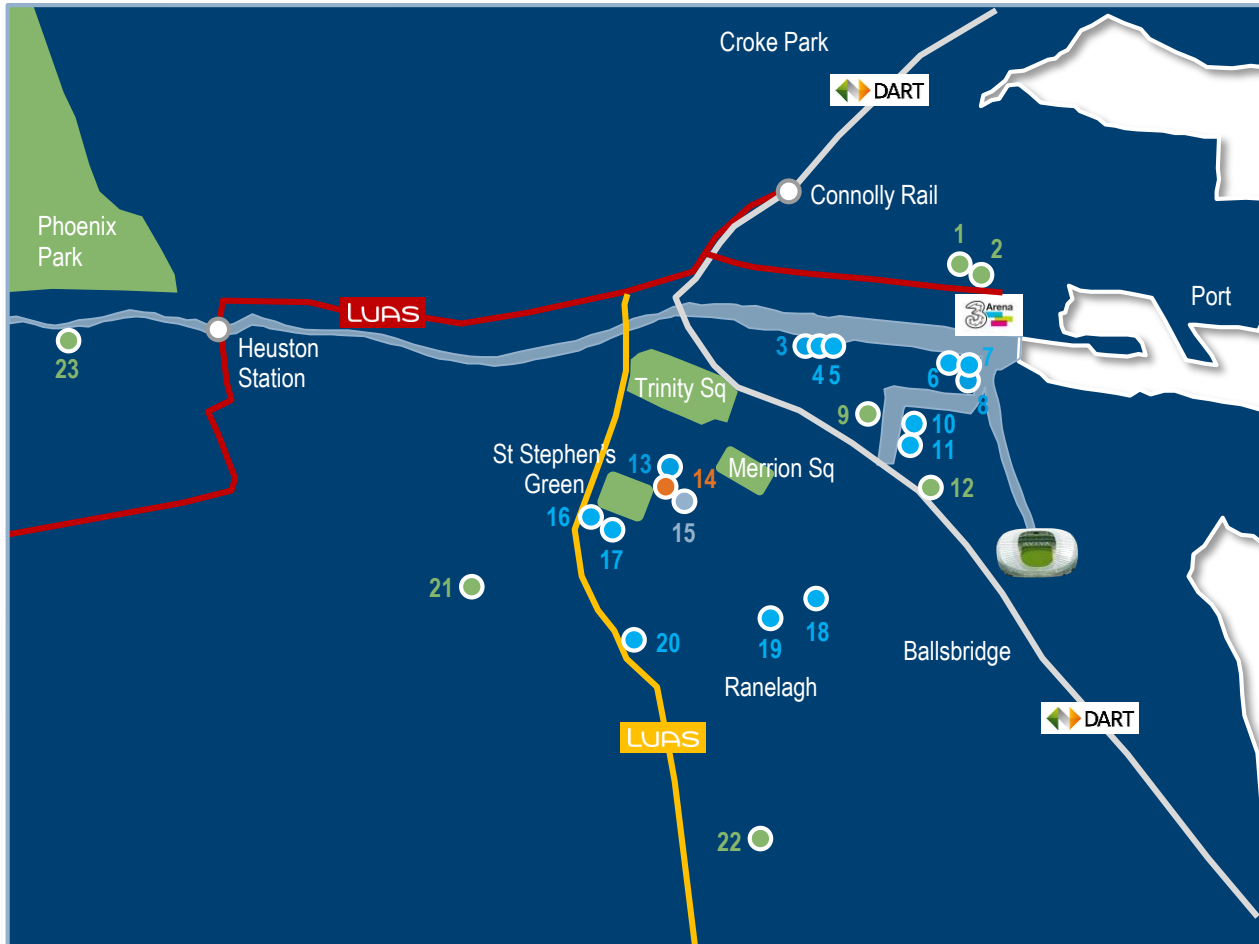 Croke Park
DART
Connolly Rail
Phoenix
Park
1
2
3 Arena
Port
LUAS
Heuston
Station
23
3
4
5
6
7
8
Trinity Sq
9
10
11
St Stephen's
Green
13
14
Merrion Sq
12
16
15
17
AVIVA
21
20
19
18
Ballsbridge
Ranelagh
DART
LUAS
22